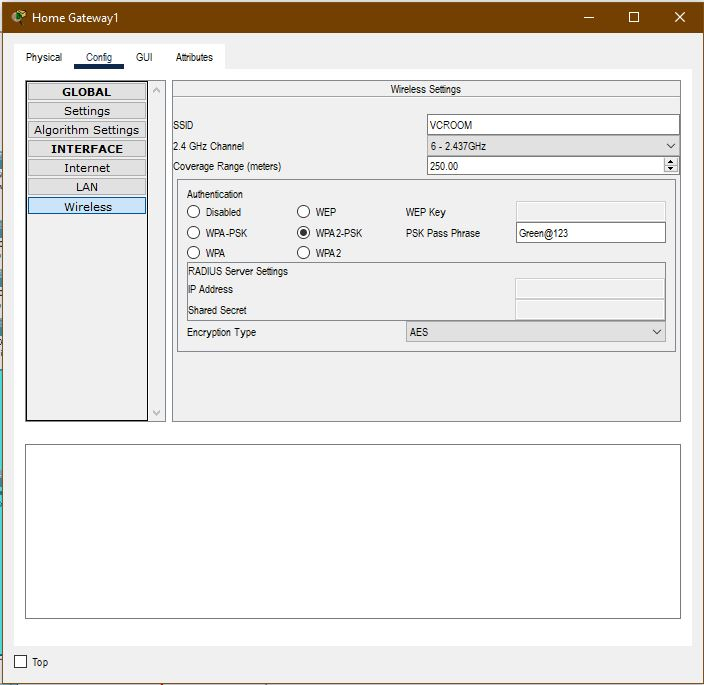 Home Gateway1
Physical Config GUI Attributes
GLOBAL
Settings
Algorithm Settings
INTERFACE
Internet
LAN
Wireless
Wireless Settings
SSID VCROOM
2.4 GHz Channel 6 - 2.437GHz
Coverage Range (meters) 250.00
Authentication
Disabled WEP WEP Key
WPA-PSK WPA2-PSK PSK Pass Phrase Green@123
WPA WPA2
RADIUS Server Settings
IP Address
Shared Secret
Encryption Type AES
Top